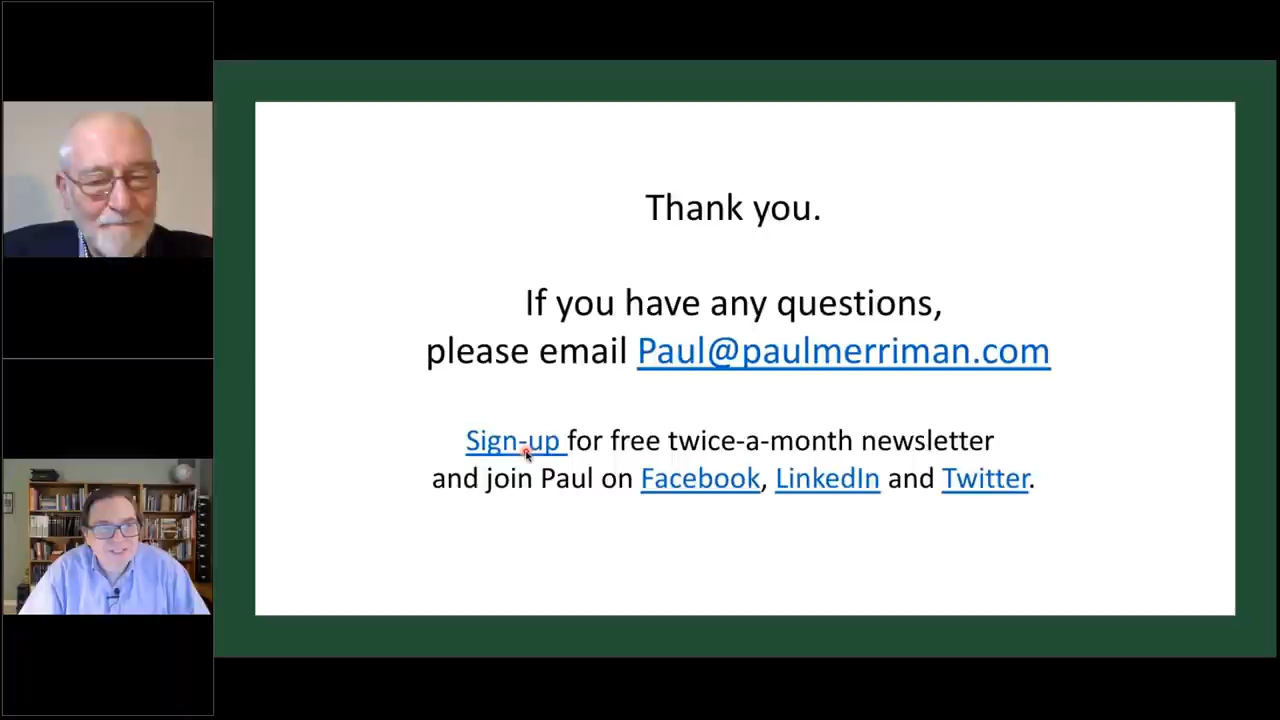 Thank you.
If you have any questions,
please email Paul@paulmerriman.com
Sign-up for free twice-a-month newsletter
and join Paul on Facebook, LinkedIn and Twitter.